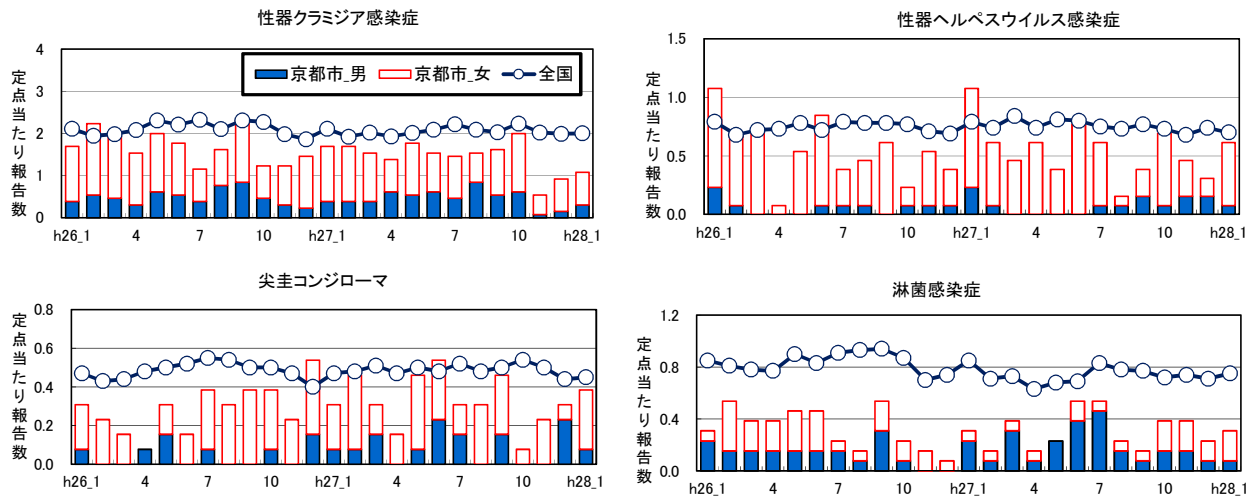 性器クラミジア感染症
定点当たり報告数
4
3
2
1
0
京都市_男 京都市_女 全国
h26_1 4 7 10 h27_1 4 7 10 h28_1
性器ヘルペスウイルス感染症
定点当たり報告数
1.5
1.0
0.5
0.0
h26_1 4 7 10 h27_1 4 7 10 h28_1
尖圭コンジローマ
定点当たり報告数
0.8
0.6
0.4
0.2
0.0
h26_1 4 7 10 h27_1 4 7 10 h28_1
淋菌感染症
定点当たり報告数
1.2
0.8
0.4
0.0
h26_1 4 7 10 h27_1 4 7 10 h28_1